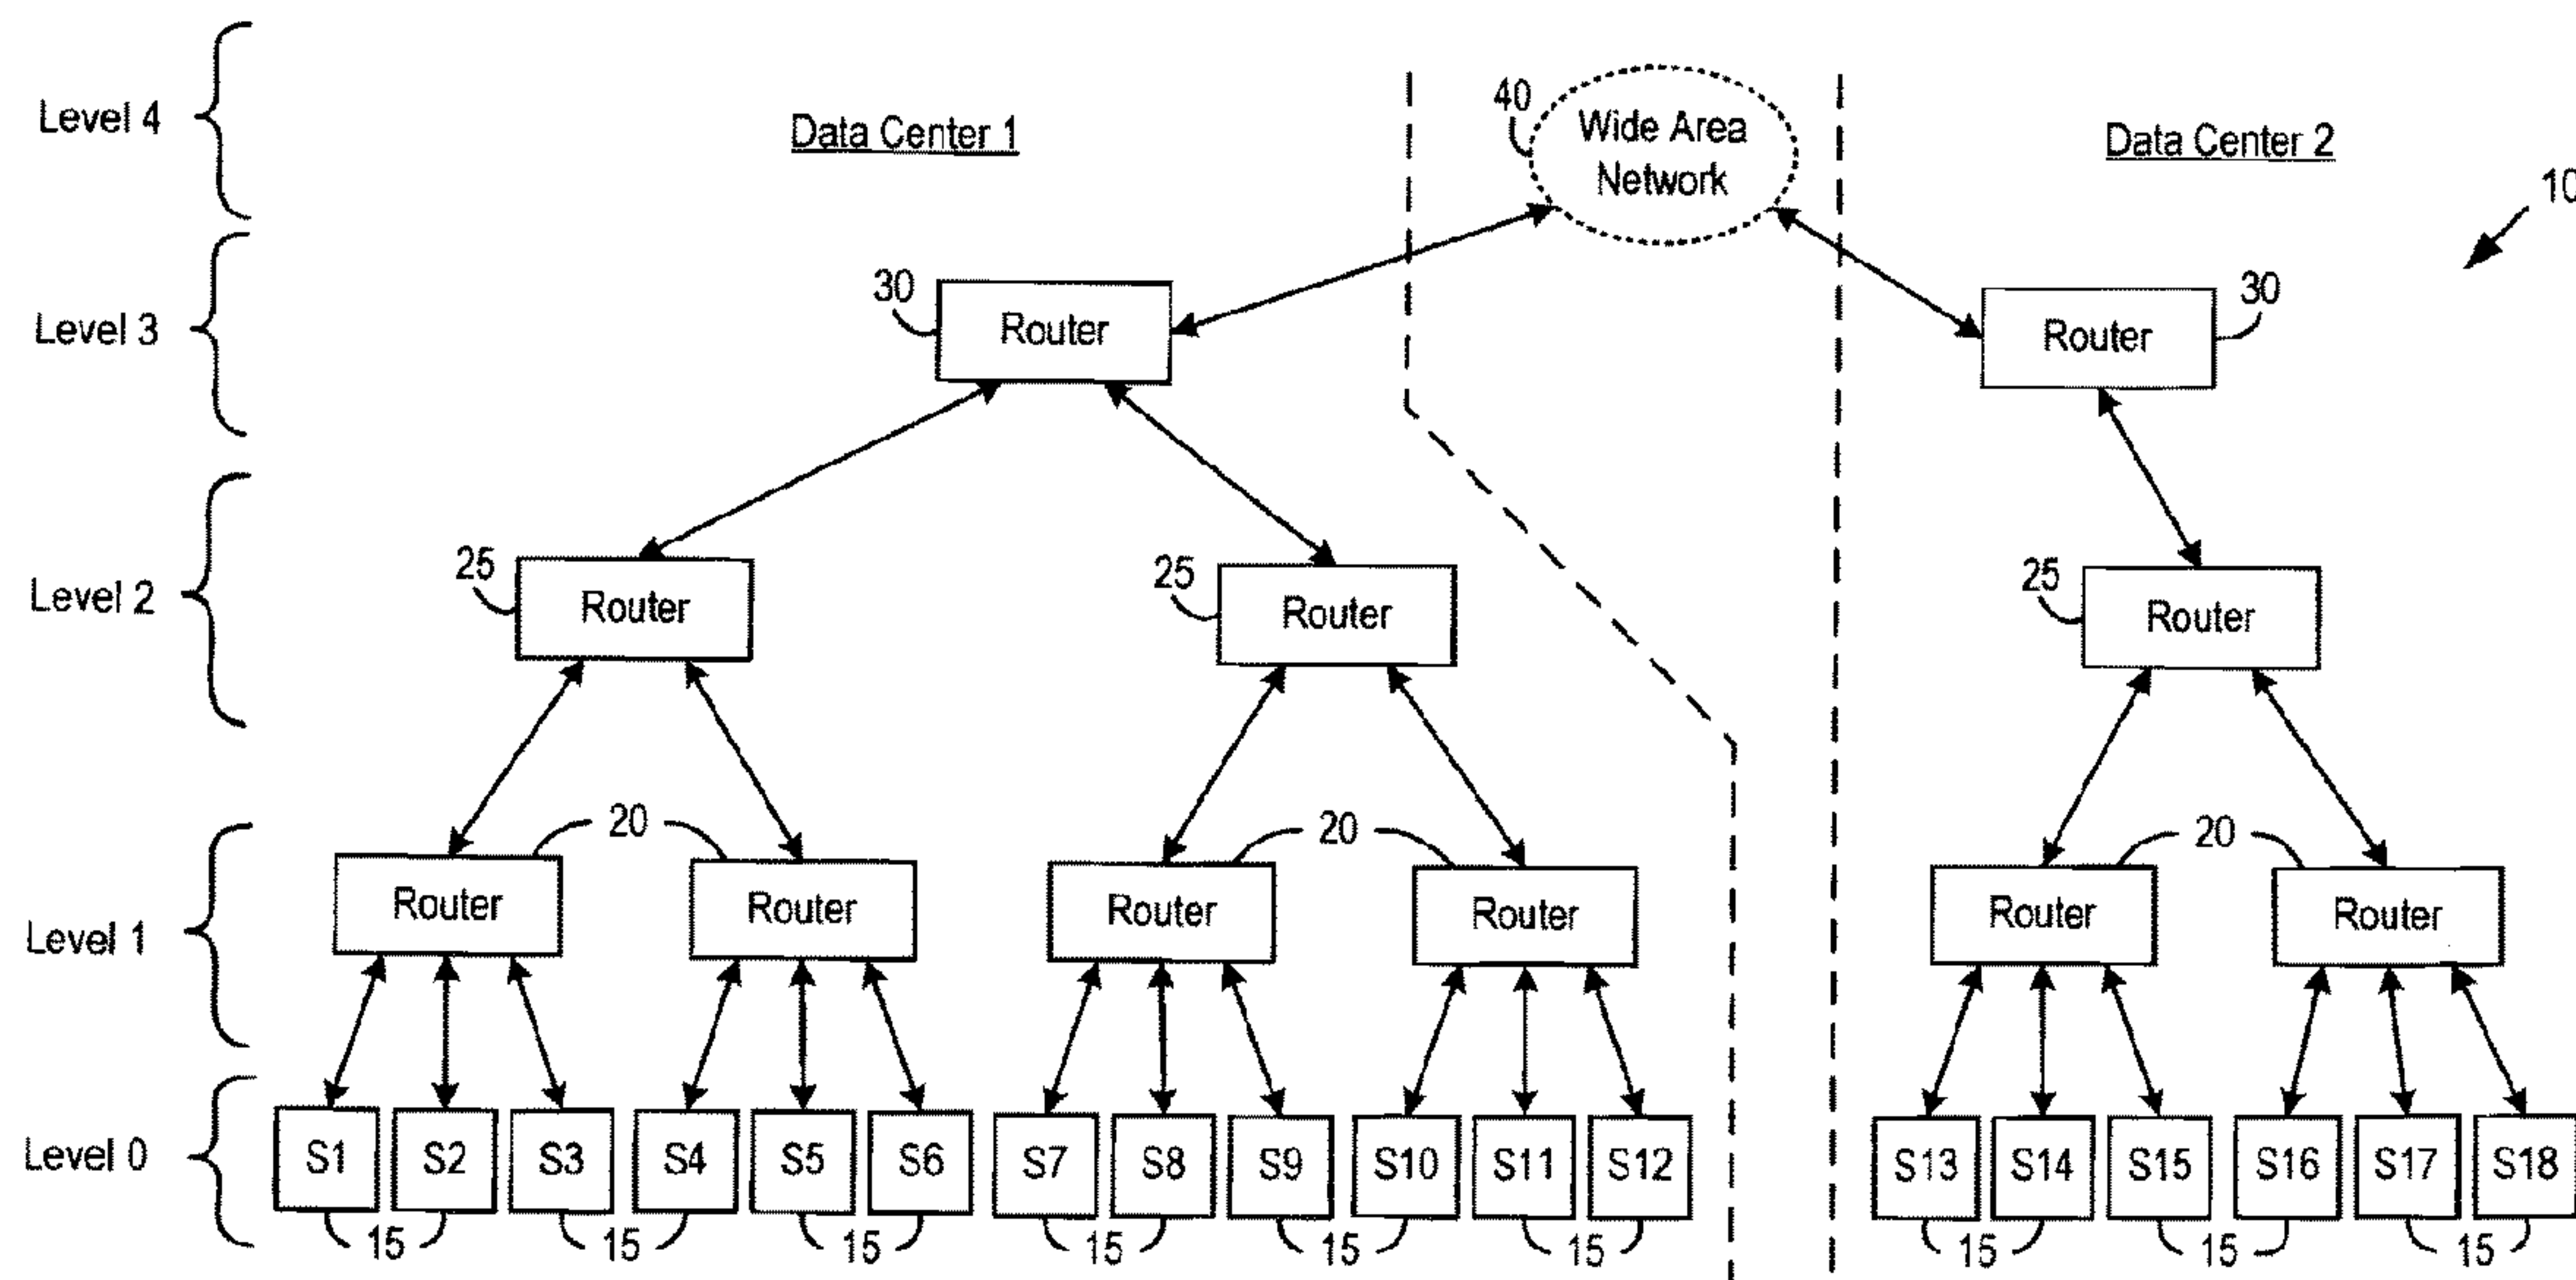 Level 4
Data Center 1
40
Wide Area
Network
Data Center 2
10
Level 3
30
Router
Router
30
Level 2
25
Router
25
Router
25
Router
20
20
20
Level 1
Router
Router
Router
Router
Router
Router
Level 0
S1
S2
S3
S4
S5
S6
S7
S8
S9
S10
S11
S12
S13
S14
S15
S16
S17
S18
15
15
15
15
15
15
15
15
15